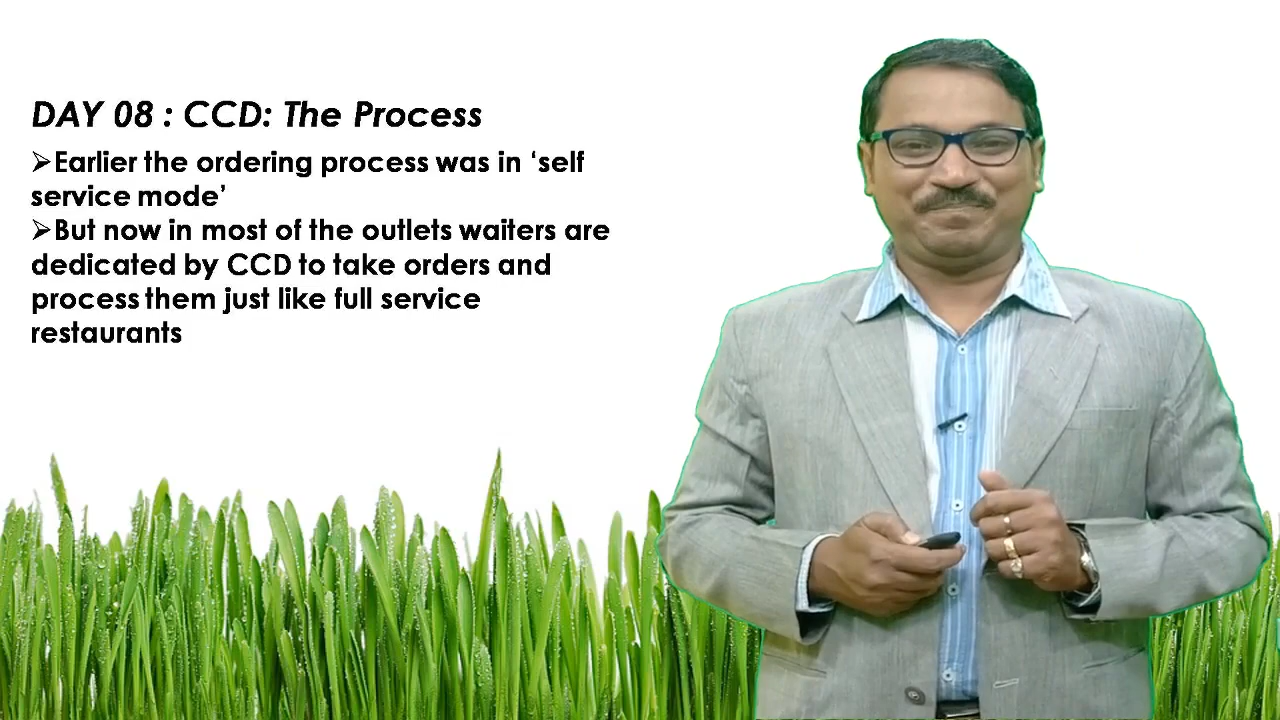 DAY 08 : CCD: The Process
➢Earlier the ordering process was in ‘self
service mode’
➢But now in most of the outlets waiters are
dedicated by CCD to take orders and
process them just like full service
restaurants